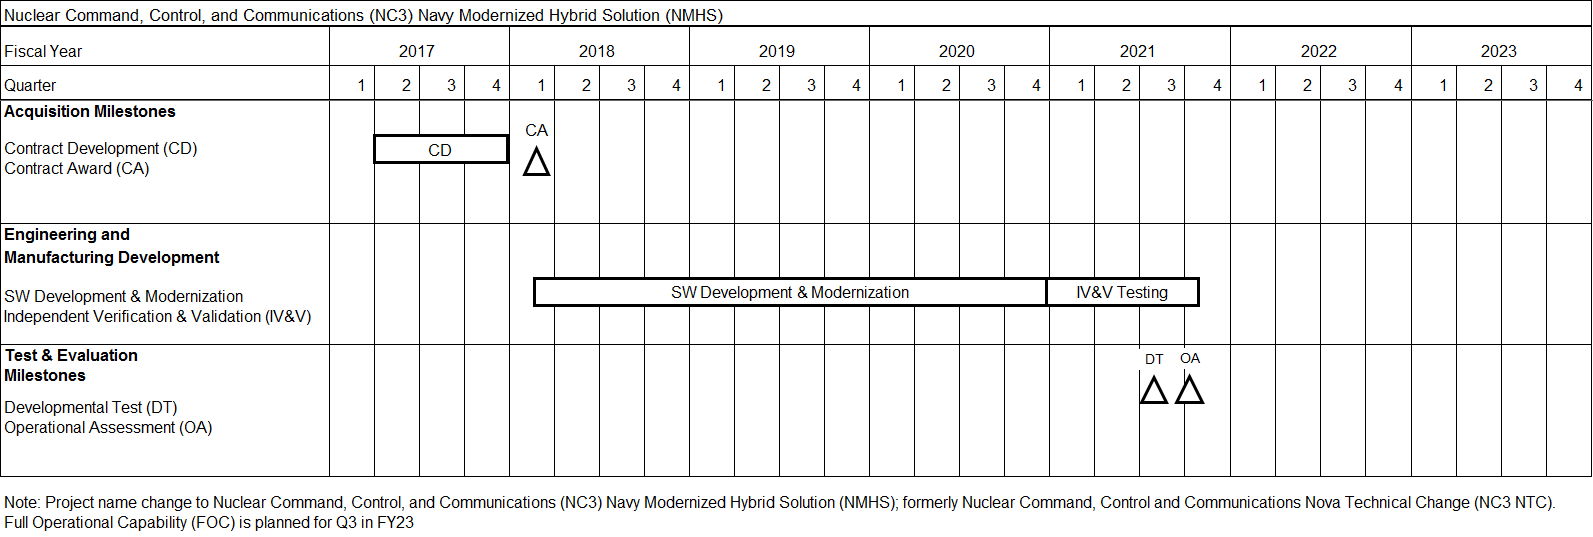 Nuclear Command, Control, and Communications (NC3) Navy Modernized Hybrid Solution (NMHS)
Fiscal Year 2017 2018 2019 2020 2021 2022 2023
Quarter 1 2 3 4 1 2 3 4 1 2 3 4 1 2 3 4 1 2 3 4 1 2 3 4 1 2 3 4
Acquisition Milestones
CA
Contract Development (CD) CD
Contract Award (CA)
Engineering and
Manufacturing Development
SW Development & Modernization SW Development & Modernization IV&V Testing
Independent Verification & Validation (IV&V)
Test & Evaluation DT OA
Milestones
Developmental Test (DT)
Operational Assessment (OA)
Note: Project name change to Nuclear Command, Control, and Communications (NC3) Navy Modernized Hybrid Solution (NMHS); formerly Nuclear Command, Control and Communications Nova Technical Change (NC3 NTC).
Full Operational Capability (FOC) is planned for Q3 in FY23